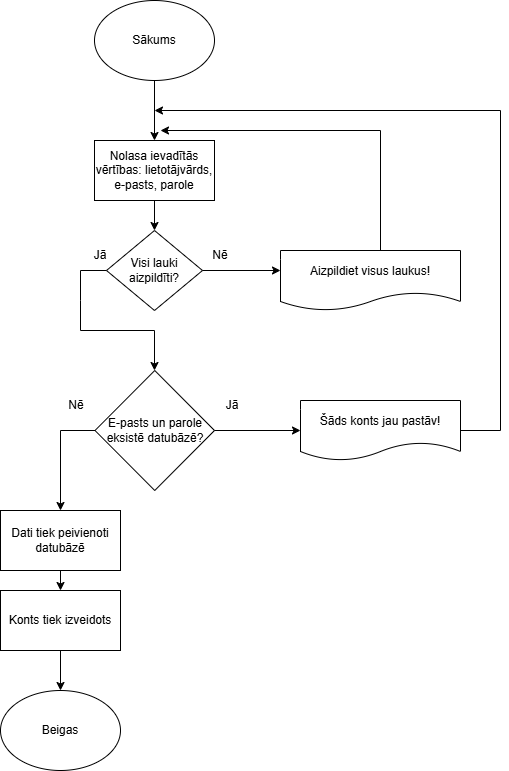 Sākums
Nolasa ievadītās
vērtības: lietotājvārds,
e-pasts, parole
Jā
Visi lauki
aizpildīti?
Nē
Aizpildiet visus laukus!
Nē
E-pasts un parole
eksistē datubāzē?
Jā
Šāds konts jau pastāv!
Dati tiek peivienoti
datubāzē
Konts tiek izveidots
Beigas